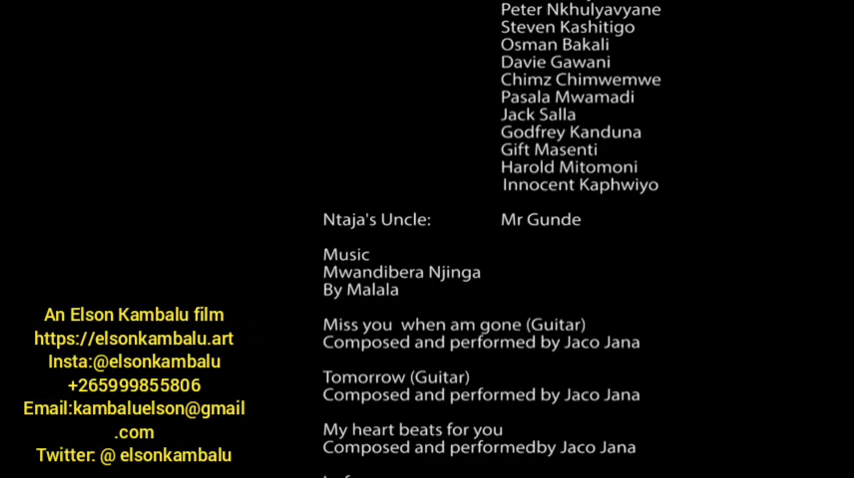 Peter Nkhulyavyane
Steven Kashitigo
Osman Bakali
Davie Gawani
Chimz Chimwemwe
Pasala Mwamadi
Jack Salla
Godfrey Kanduna
Gift Masenti
Harold Mitomoni
Innocent Kaphwiyo
Ntaja's Uncle: Mr Gunde
Music
Mwandibera Njinga
By Malala
Miss you when am gone (Guitar)
Composed and performed by Jaco Jana
Tomorrow (Guitar)
Composed and performed by Jaco Jana
My heart beats for you
Composed and performedby Jaco Jana
An Elson Kambalu film
https://elsonkambalu.art
Insta:@elsonkambalu
+265999855806
Email:kambaluelson@gmail
.com
Twitter: @ elsonkambalu